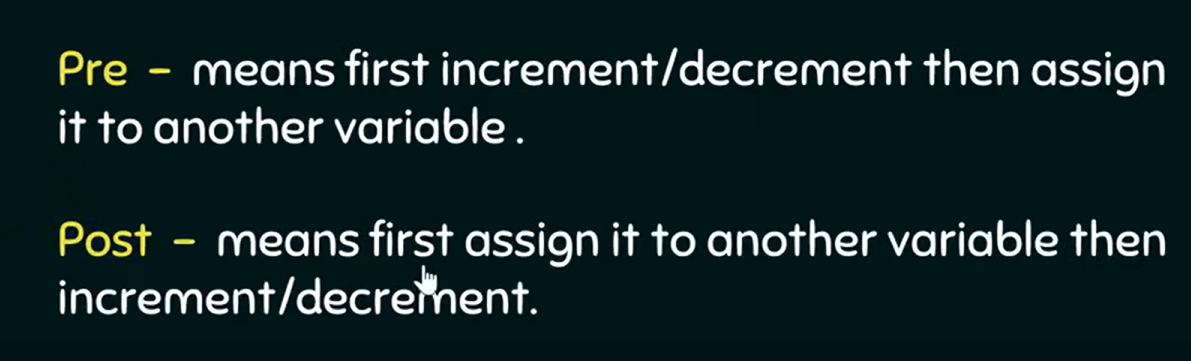 Pre - means first increment/decrement then assign
it to another variable .
Post - means first assign it to another variable then
increment/decrement.